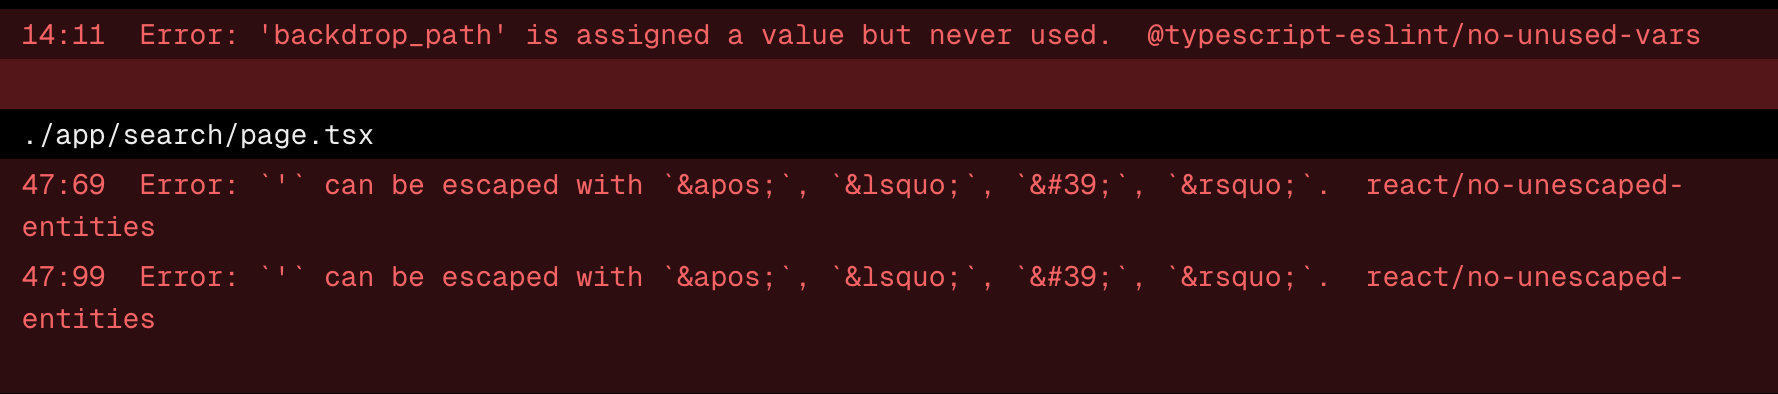 14:11  Error: 'backdrop_path' is assigned a value but never used.  @typescript-eslint/no-unused-vars
./app/search/page.tsx
47:69  Error: `'` can be escaped with `&apos;`, `&lsquo;`, `&#39;`, `&rsquo;`.  react/no-unescaped-
entities
47:99  Error: `'` can be escaped with `&apos;`, `&lsquo;`, `&#39;`, `&rsquo;`.  react/no-unescaped-
entities